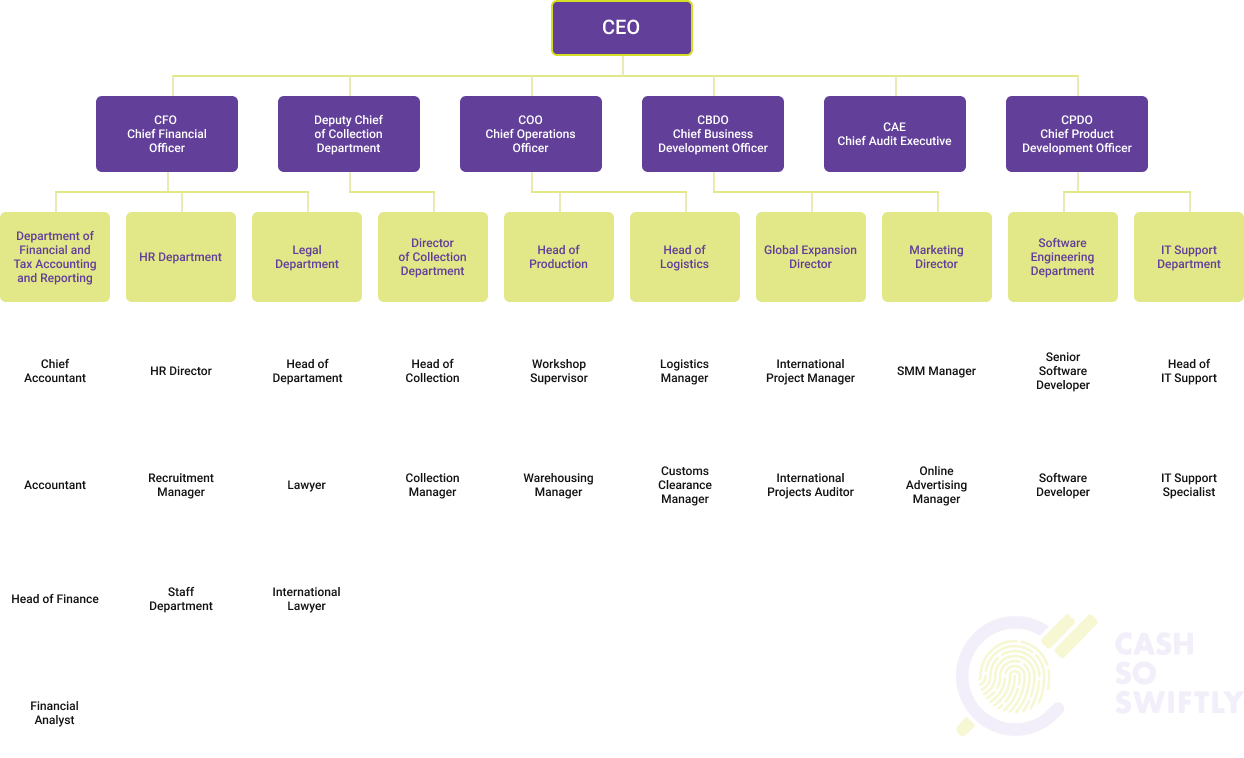 CEO
CFO
Chief Financial
Officer
Deputy Chief
of Collection
Department
COO
Chief Operations
Officer
CBDO
Chief Business
Development Officer
CAE
Chief Audit Executive
CPDO
Chief Product
Development Officer
Department of
Financial and
Tax Accounting
and Reporting
HR Department
Legal
Department
Director
of Collection
Department
Head of
Production
Head of
Logistics
Global Expansion
Director
Marketing
Director
Software
Engineering
Department
IT Support
Department
Chief
Accountant
HR Director
Head of
Departament
Head of
Collection
Workshop
Supervisor
Logistics
Manager
International
Project Manager
SMM Manager
Senior
Software
Developer
Head of
IT Support
Accountant
Recruitment
Manager
Lawyer
Collection
Manager
Warehousing
Manager
Customs
Clearance
Manager
International
Projects Auditor
Online
Advertising
Manager
Software
Developer
IT Support
Specialist
Head of Finance
Staff
Department
International
Lawyer
Financial
Analyst
CASH
SO
SWIFTLY